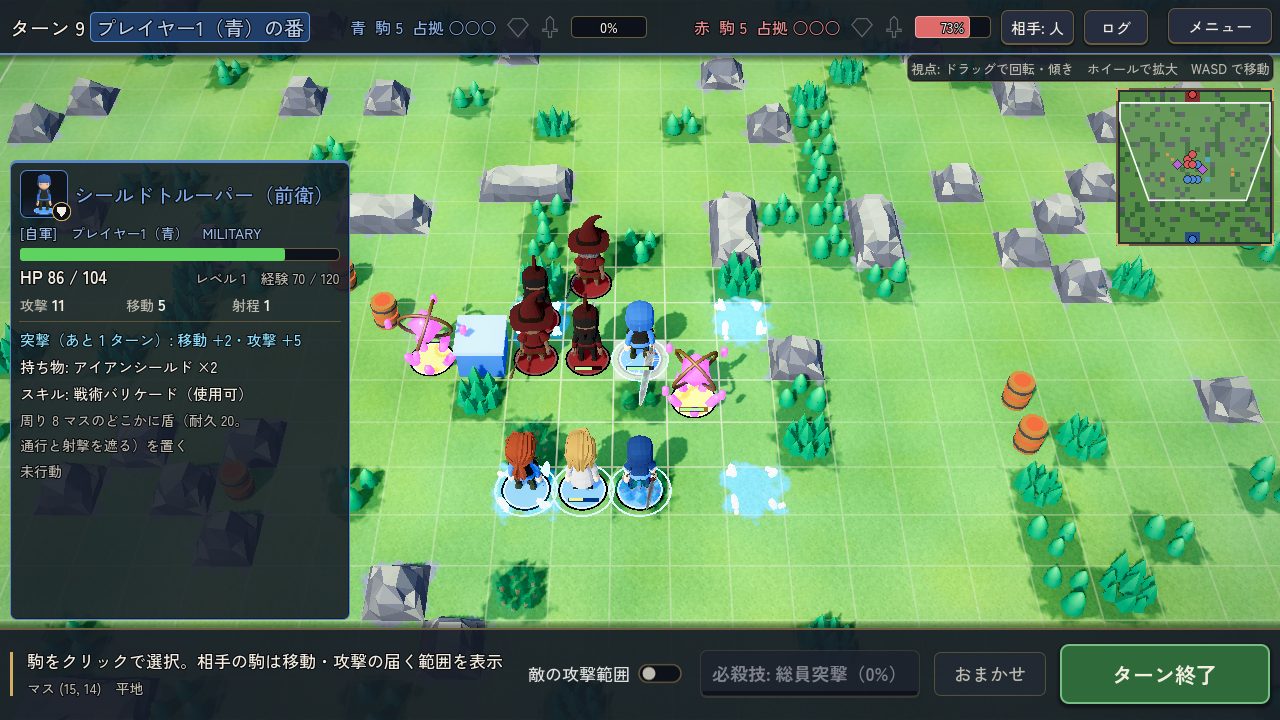 ターン 9 プレイヤー1（青）の番 青 駒 5 占拠 〇〇〇 0% 赤 駒 5 占拠 〇〇〇 73% 相手: 人 ログ メニュー
視点: ドラッグで回転・傾き ホイールで拡大 WASD で移動
シールドトルーパー（前衛）
[自軍] プレイヤー1（青） MILITARY
HP 86 / 104 レベル 1 経験 70 / 120
攻撃 11 移動 5 射程 1
突撃（あと 1 ターン）: 移動 +2・攻撃 +5
持ち物: アイアンシールド ×2
スキル: 戦術バリケード（使用可）
周り 8 マスのどこかに盾（耐久 20。
通行と射撃を遮る）を置く
未行動
駒をクリックで選択。相手の駒は移動・攻撃の届く範囲を表示
マス (15, 14) 平地
敵の攻撃範囲
必殺技: 総員突撃（0%）
おまかせ
ターン終了